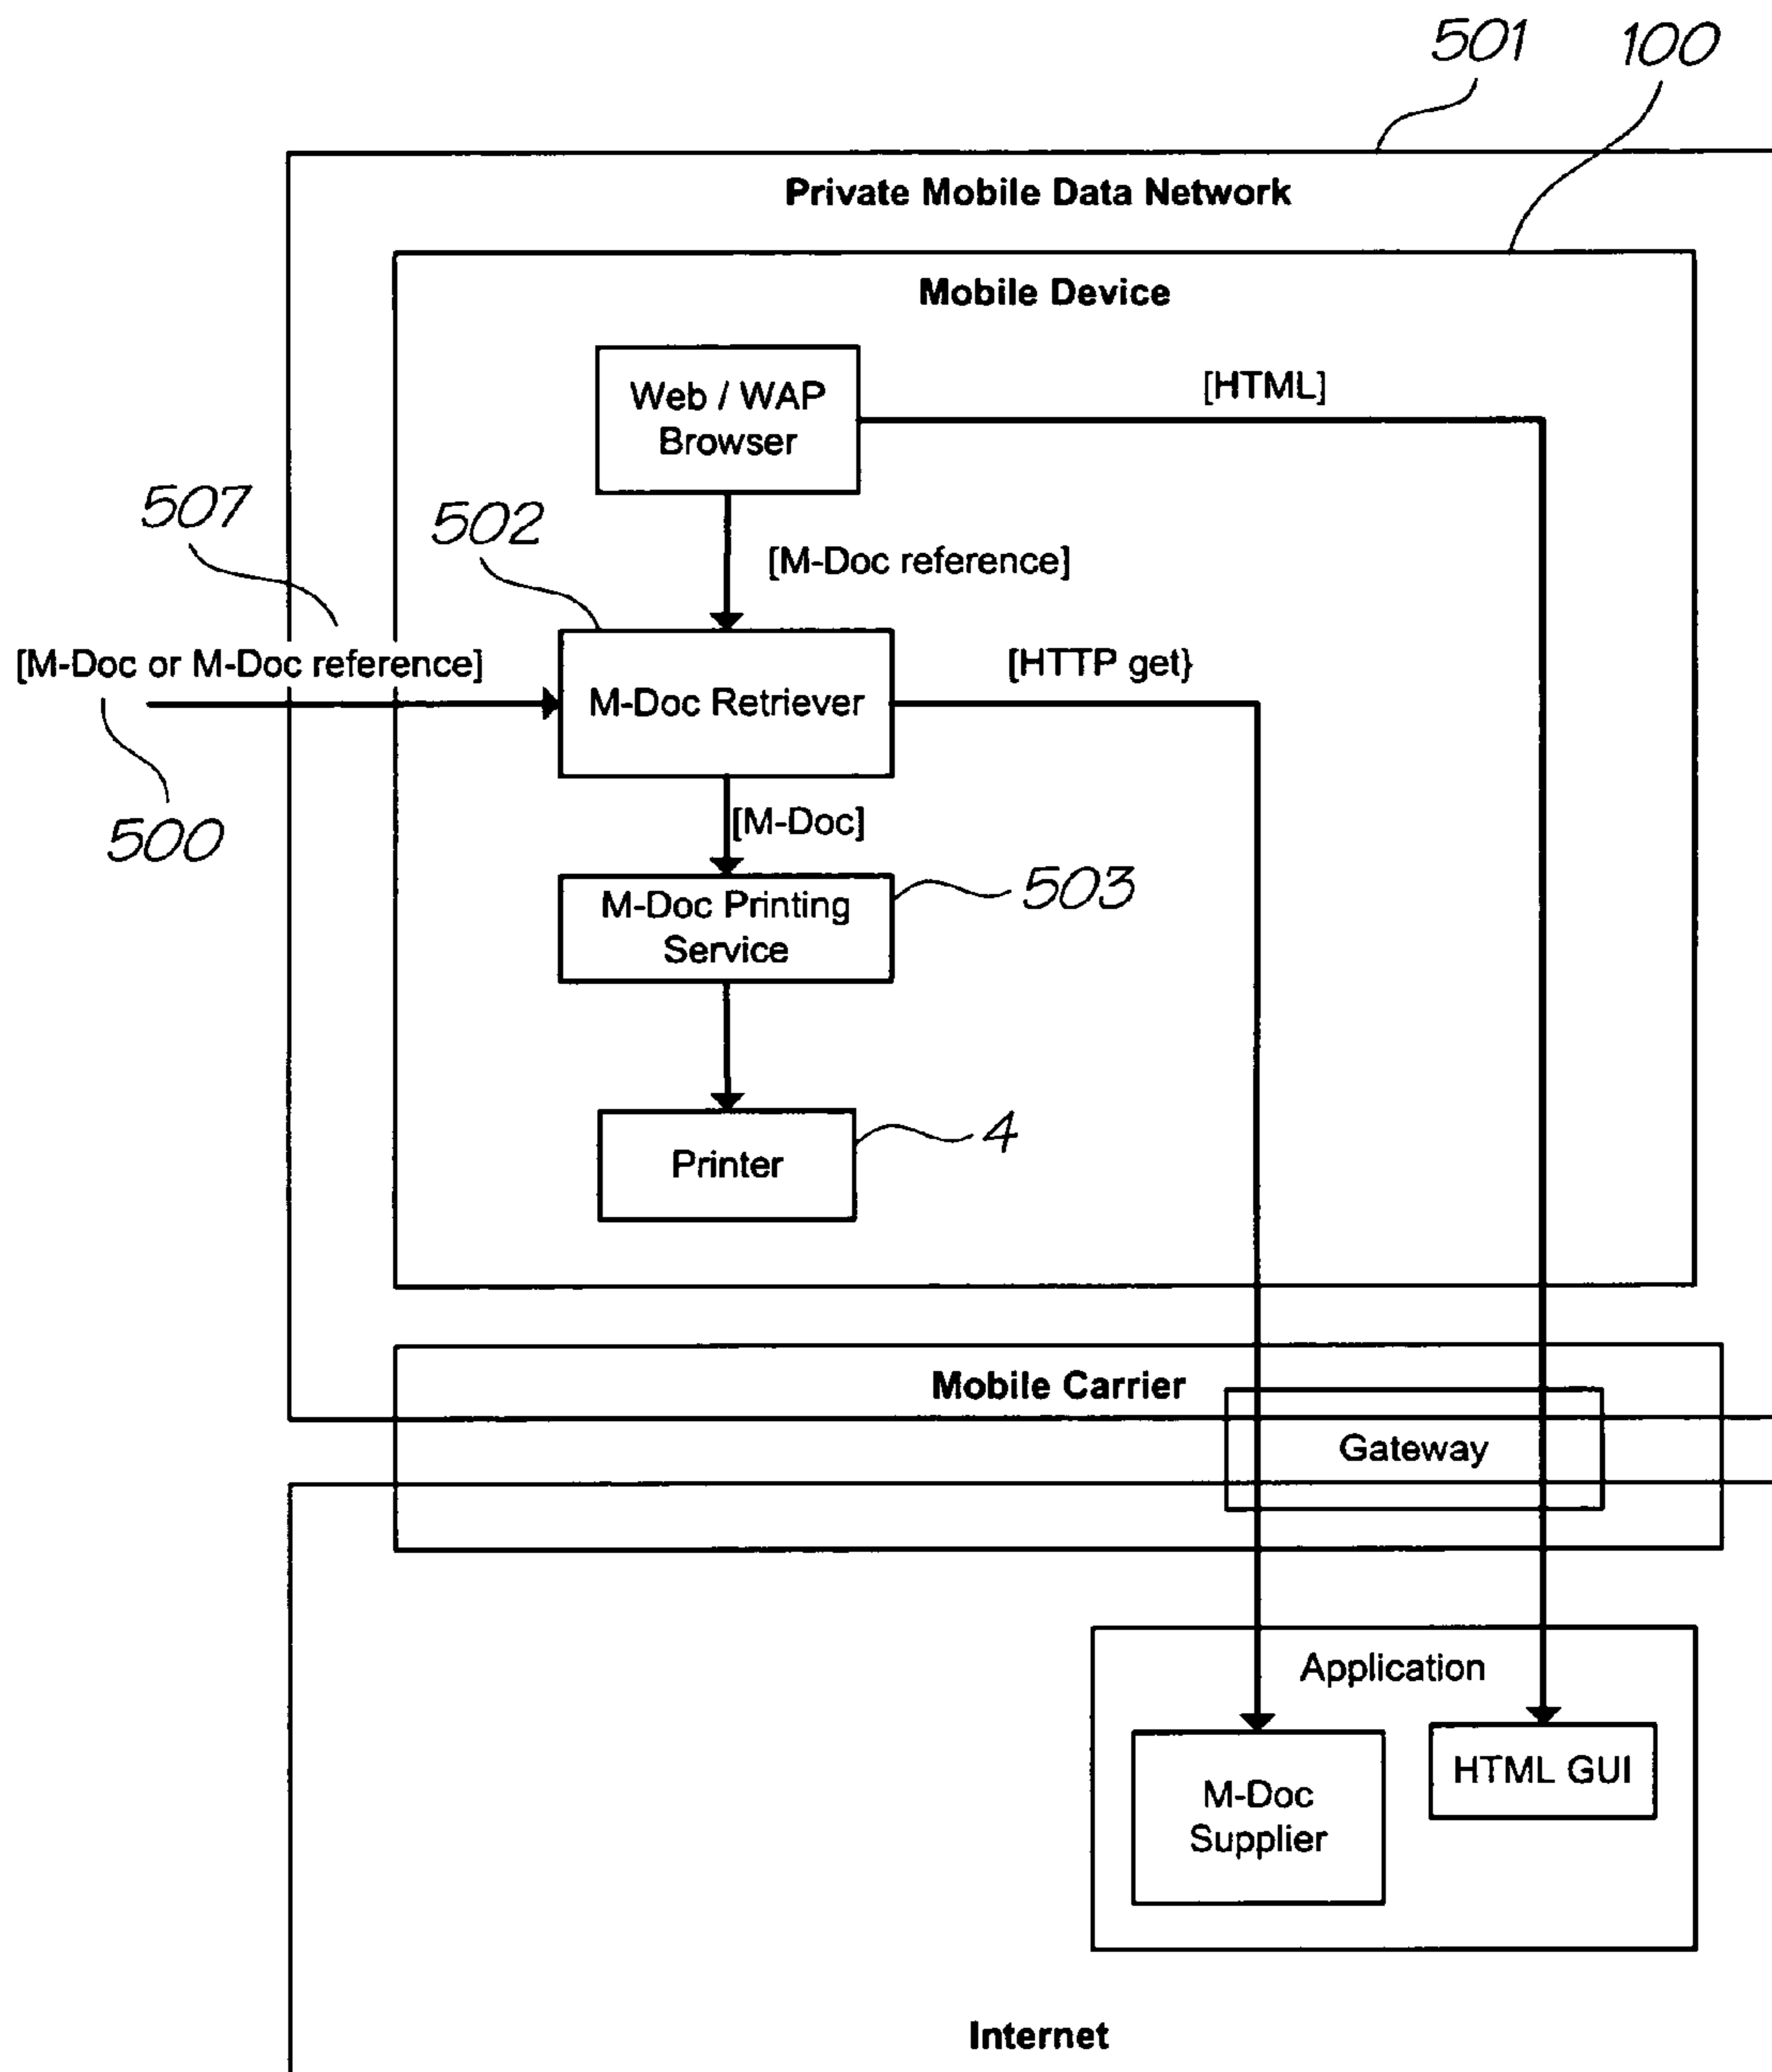 501
100
Private Mobile Data Network
Mobile Device
Web / WAP
Browser
[HTML]
507
502
[M-Doc reference]
[M-Doc or M-Doc reference]
M-Doc Retriever
[HTTP get}
500
[M-Doc]
M-Doc Printing
Service
503
Printer
4
Mobile Carrier
Gateway
Application
M-Doc
Supplier
HTML GUI
Internet